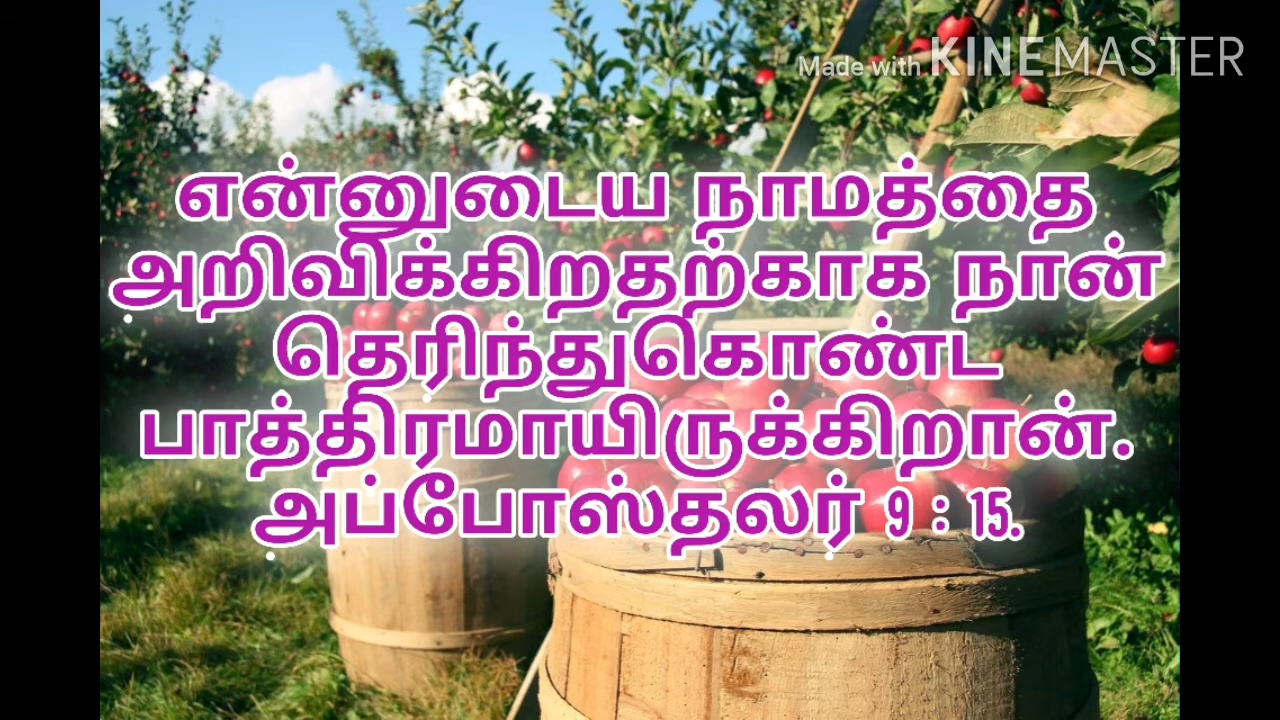 Made with KINEMASTER
என்னுடைய நாமத்தை
அறிவிக்கிறதற்காக நான்
தெரிந்துகொண்ட
பாத்திரமாயிருக்கிறான்.
அப்போஸ்தலர் 9 : 15.